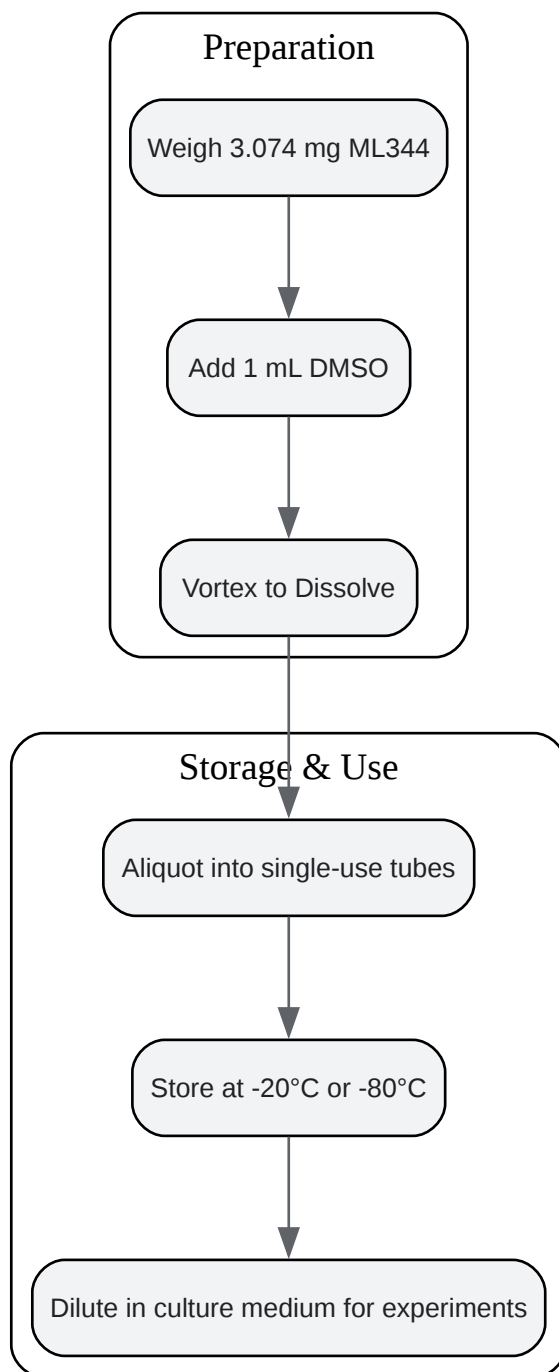 Preparation
Weigh 3.074 mg ML344
Add 1 mL DMSO
Vortex to Dissolve
Storage & Use
Aliquot into single-use tubes
Store at -20°C or -80°C
Dilute in culture medium for experiments